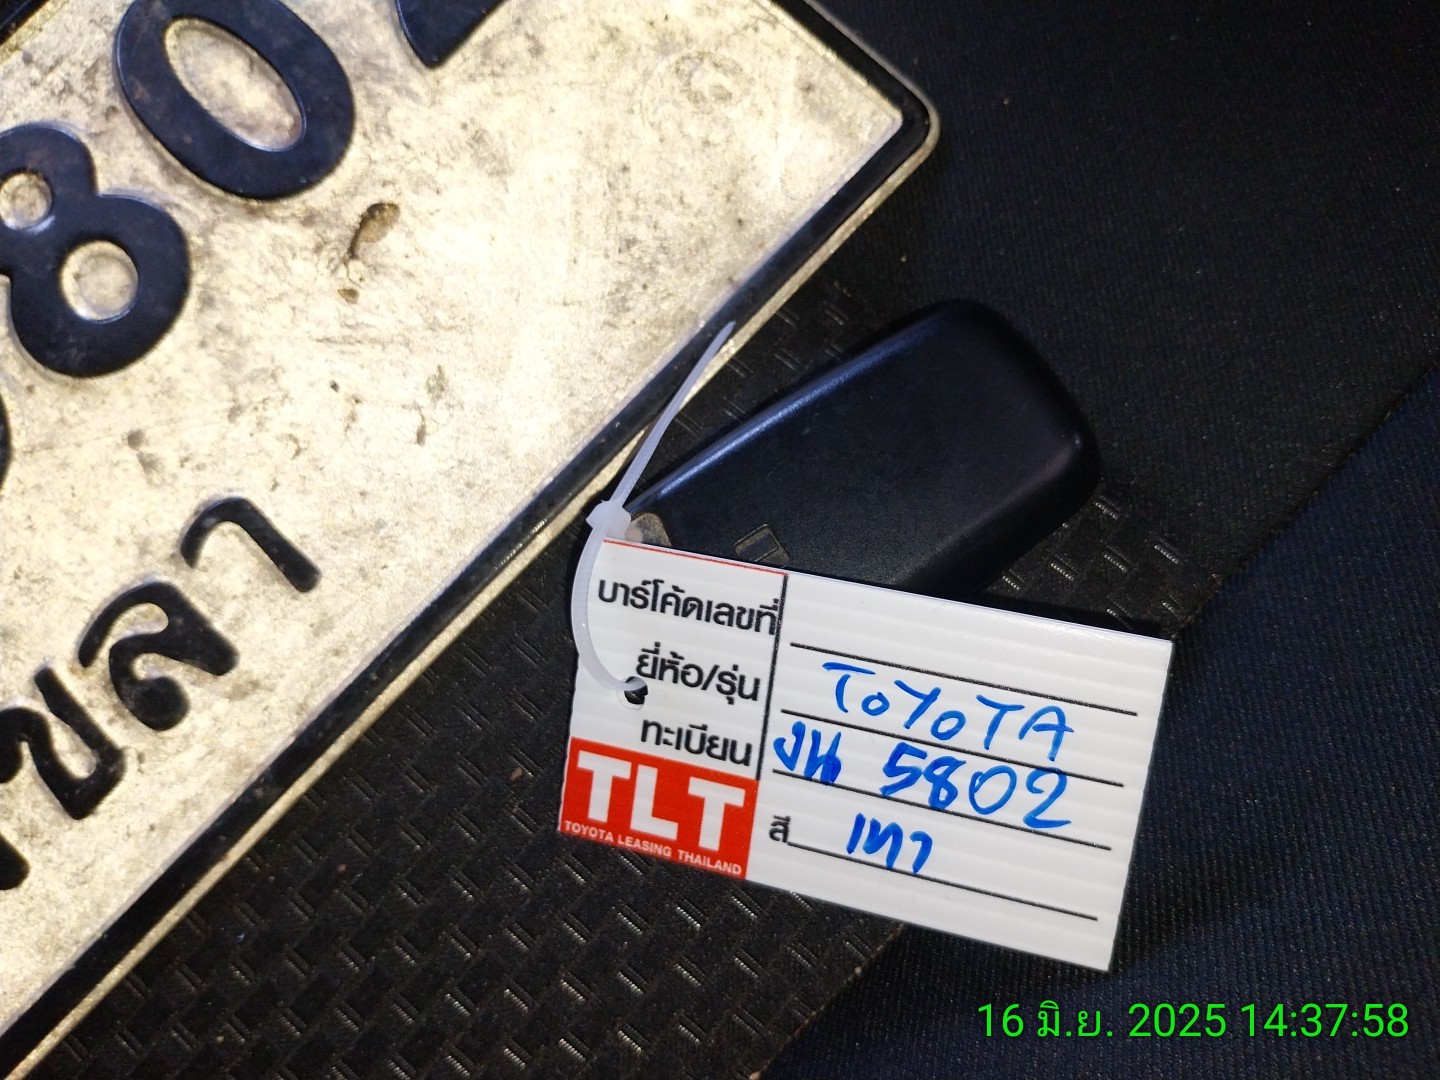 802
ขลา
บาร์โค้ดเลขที่
ยี่ห้อ/รุ่น TOYOTA
ทะเบียน งน 5802
สี เทา
TLT
TOYOTA LEASING THAILAND
16 มิ.ย. 2025 14:37:58